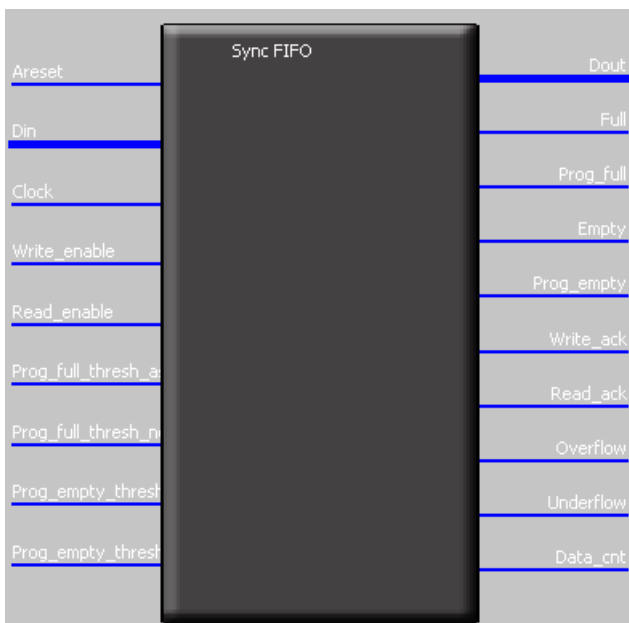 Sync FIFO
Areset
Din
Clock
Write_enable
Read_enable
Prog_full_thresh_a
Prog_full_thresh_n
Prog_empty_thresh
Prog_empty_thresh
Dout
Full
Prog_full
Empty
Prog_empty
Write_ack
Read_ack
Overflow
Underflow
Data_cnt